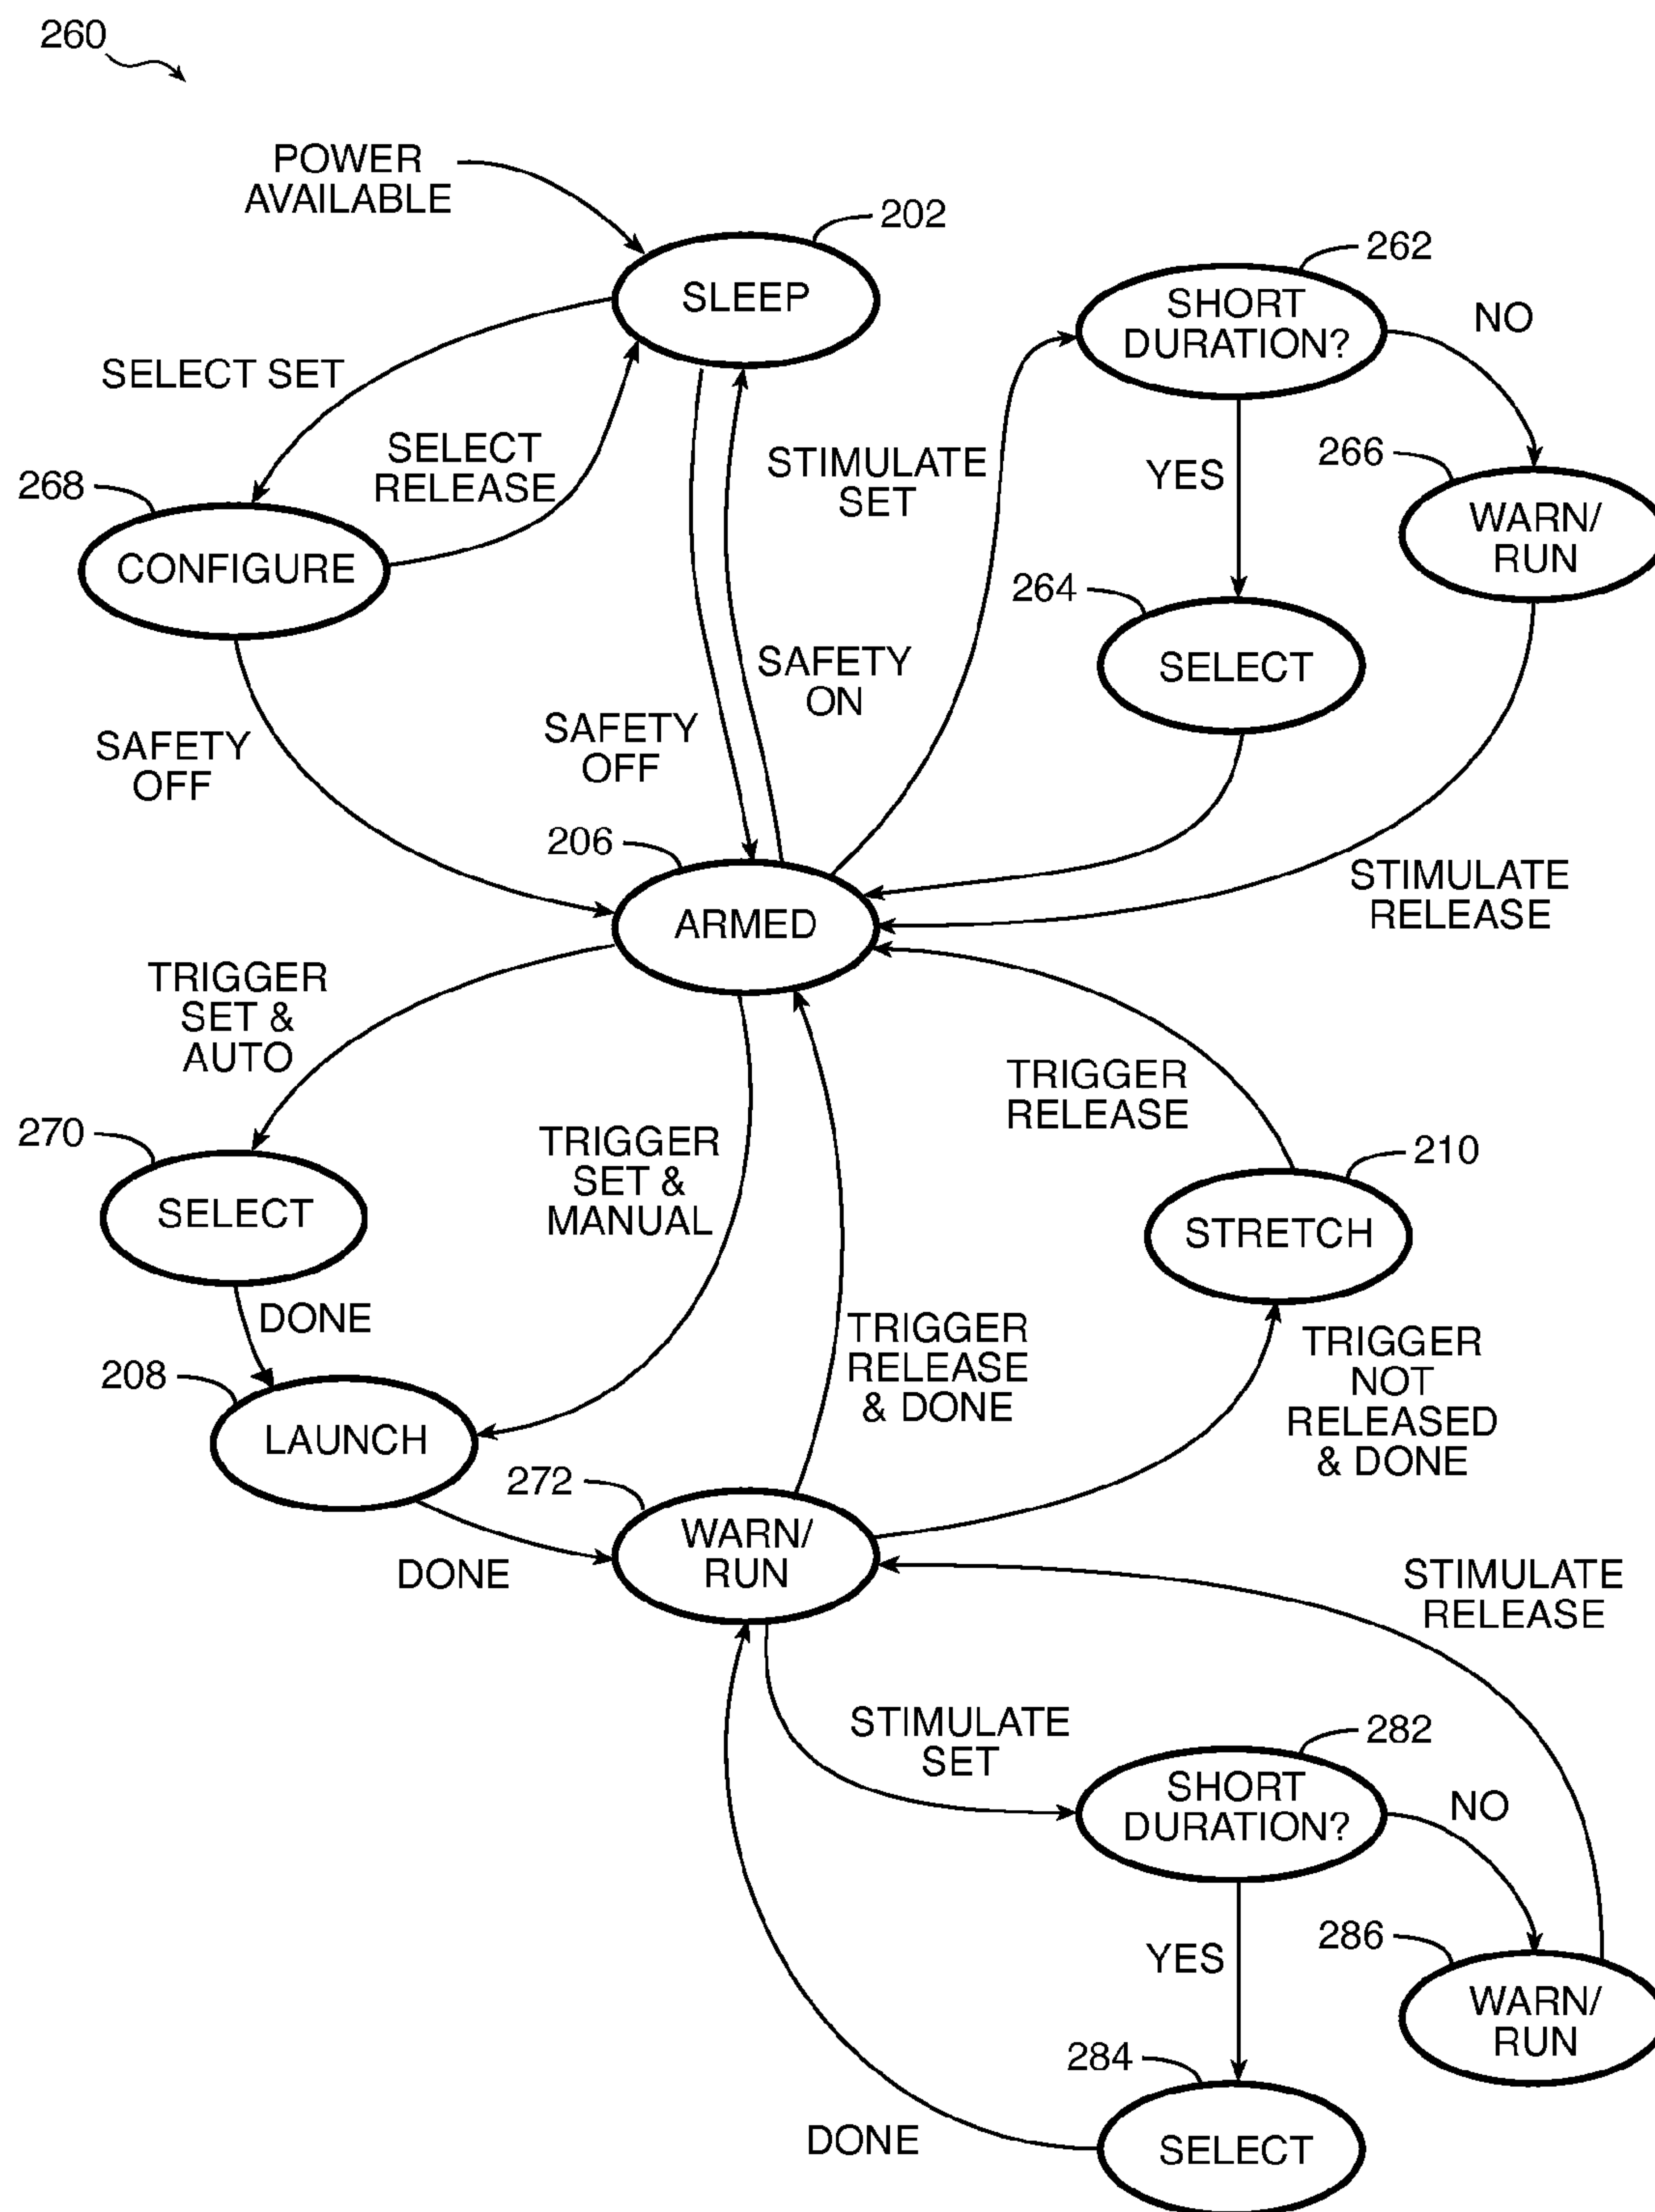 260
POWER
AVAILABLE
202
SLEEP
262
SHORT
DURATION?
NO
SELECT SET
SELECT
RELEASE
268
CONFIGURE
STIMULATE
SET
YES
266
WARN/
RUN
264
SELECT
SAFETY
ON
SAFETY
OFF
SAFETY
OFF
206
ARMED
STIMULATE
RELEASE
TRIGGER
SET &
AUTO
TRIGGER
RELEASE
270
SELECT
TRIGGER
SET &
MANUAL
210
STRETCH
DONE
208
LAUNCH
TRIGGER
RELEASE
& DONE
TRIGGER
NOT
RELEASED
& DONE
272
WARN/
RUN
DONE
STIMULATE
RELEASE
STIMULATE
SET
282
SHORT
DURATION?
NO
YES
286
WARN/
RUN
284
SELECT
DONE